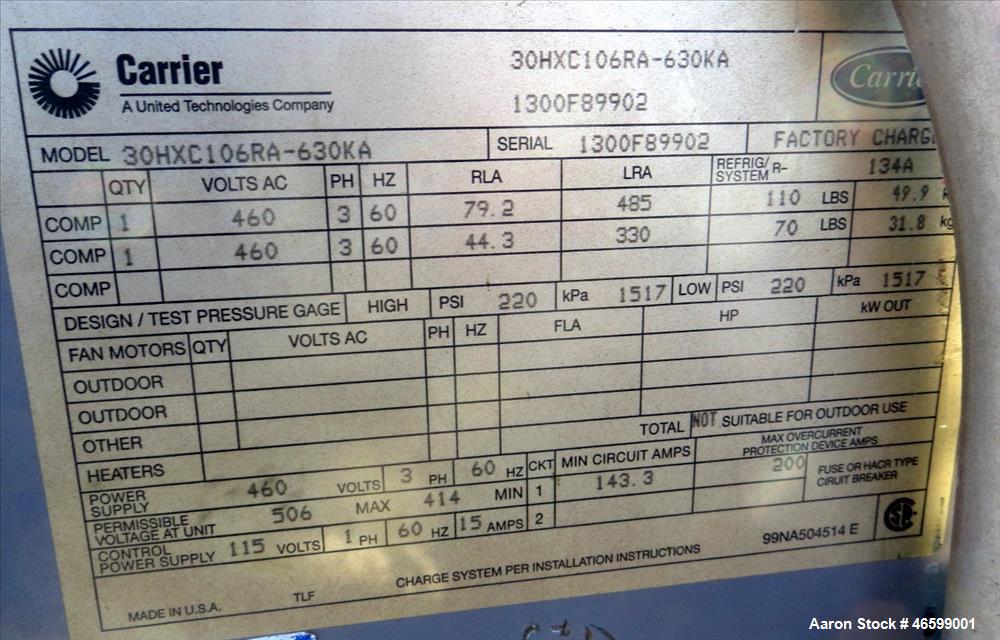 Carrier
A United Technologies Company
30HXC106RA-630KA
1300F89902
MODEL 30HXC106RA-630KA SERIAL 1300F89902 FACTORY
QTY VOLTS AC PH HZ RLA LRA REFRIG/SYSTEM R- 134A
COMP 1 460 3 60 79.2 485 110 LBS 49.9
COMP 1 460 3 60 44.3 330 70 LBS 31.8 kg
COMP
DESIGN / TEST PRESSURE GAGE HIGH PSI 220 kPa 1517 LOW PSI 220 kPa 1517
FAN MOTORS QTY VOLTS AC PH HZ FLA HP kW OUT
OUTDOOR
OUTDOOR
OTHER
HEATERS TOTAL NOT SUITABLE FOR OUTDOOR USE
POWER SUPPLY 460 VOLTS 3 PH 60 HZ CKT MIN CIRCUIT AMPS MAX OVERCURRENT PROTECTION DEVICE AMPS
PERMISSIBLE VOLTAGE AT UNIT 506 MAX 414 MIN 1 143.3 200 FUSE OR HACR TYPE CIRUIT BREAKER
CONTROL POWER SUPPLY 115 VOLTS 1 PH 60 HZ 15 AMPS 2
99NA504514 E
CHARGE SYSTEM PER INSTALLATION INSTRUCTIONS
MADE IN U.S.A. TLF
Aaron Stock # 46599001